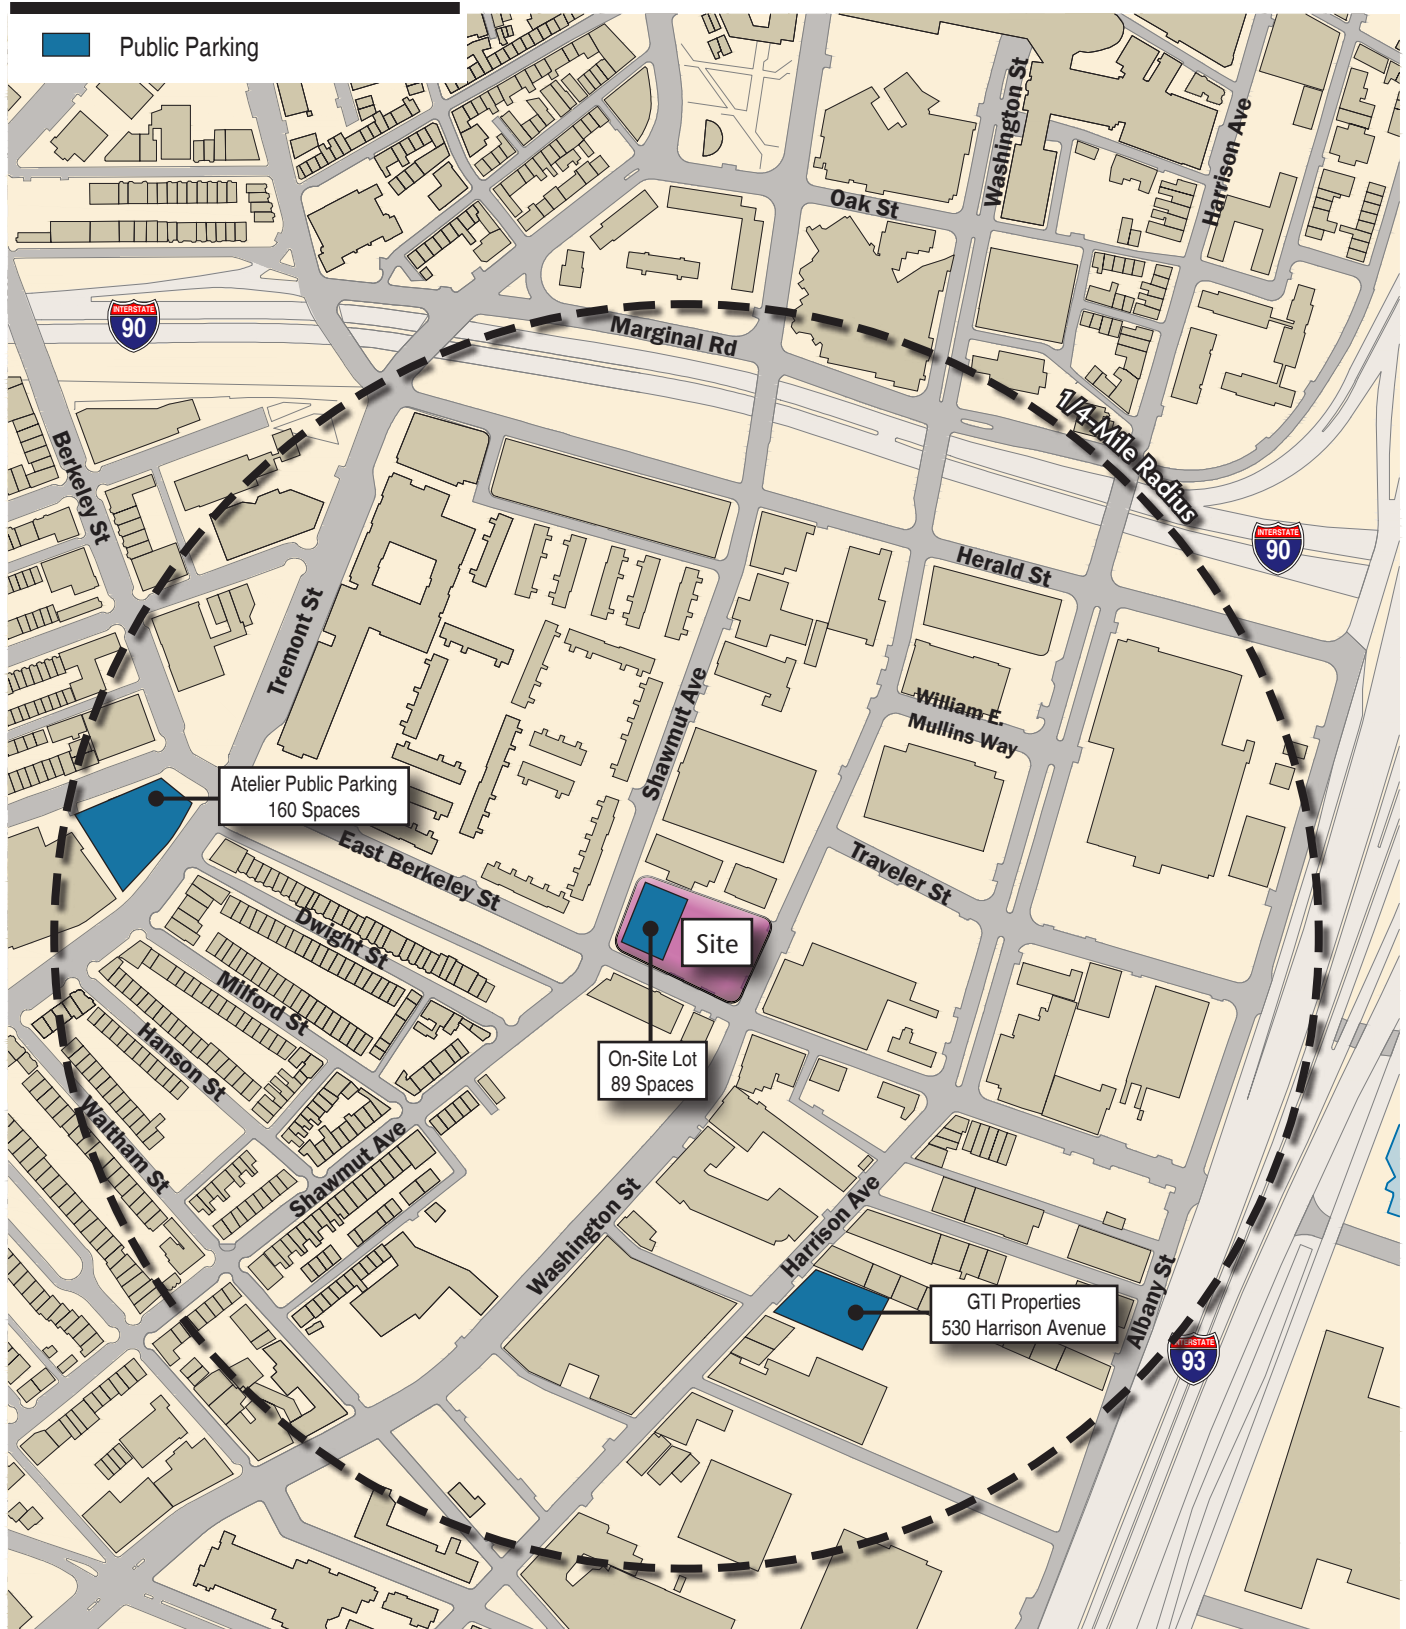 Public Parking
Washington St
Harrison Ave
Oak St
INTERSTATE
90
Marginal Rd
1/4-Mile Radius
Berkeley St
INTERSTATE
90
Herald St
Tremont St
Shawmut Ave
William E.
Mullins Way
Atelier Public Parking
160 Spaces
East Berkeley St
Traveler St
Dwight St
Site
Milford St
Hanson St
On-Site Lot
89 Spaces
Waltham St
Shawmut Ave
Washington St
Harrison Ave
GTI Properties
530 Harrison Avenue
Albany St
INTERSTATE
93